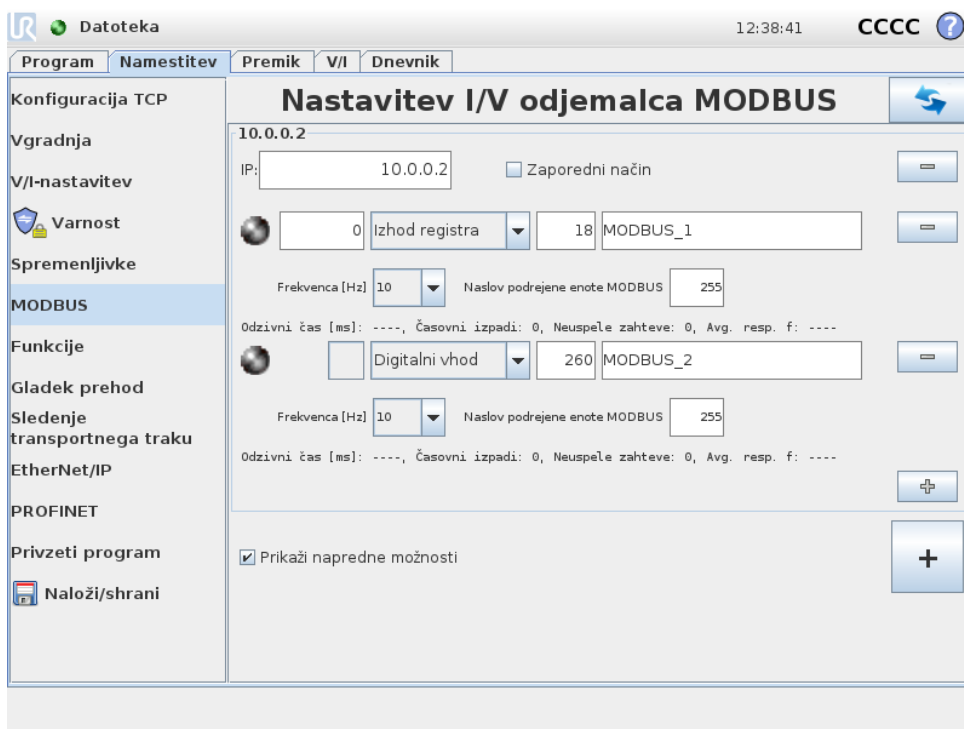 UR Datoteka 12:38:41 CCCC ?
Program Namestitev Premik V/I Dnevnik
Konfiguracija TCP
Vgradnja
V/I-nastavitev
Varnost
Spremenljivke
MODBUS
Funkcije
Gladek prehod
Sledenje
transportnega traku
EtherNet/IP
PROFINET
Privzeti program
Naloži/shrani
Nastavitev I/V odjemalca MODBUS
10.0.0.2
IP: 10.0.0.2 Zaporedni način
0 Izhod registra 18 MODBUS_1
Frekvenca [Hz] 10 Naslov podrejene enote MODBUS 255
Odzivni čas [ms]: ----, Časovni izpadi: 0, Neuspele zahteve: 0, Avg. resp. f: ----
Digitalni vhod 260 MODBUS_2
Frekvenca [Hz] 10 Naslov podrejene enote MODBUS 255
Odzivni čas [ms]: ----, Časovni izpadi: 0, Neuspele zahteve: 0, Avg. resp. f: ----
Prikaži napredne možnosti